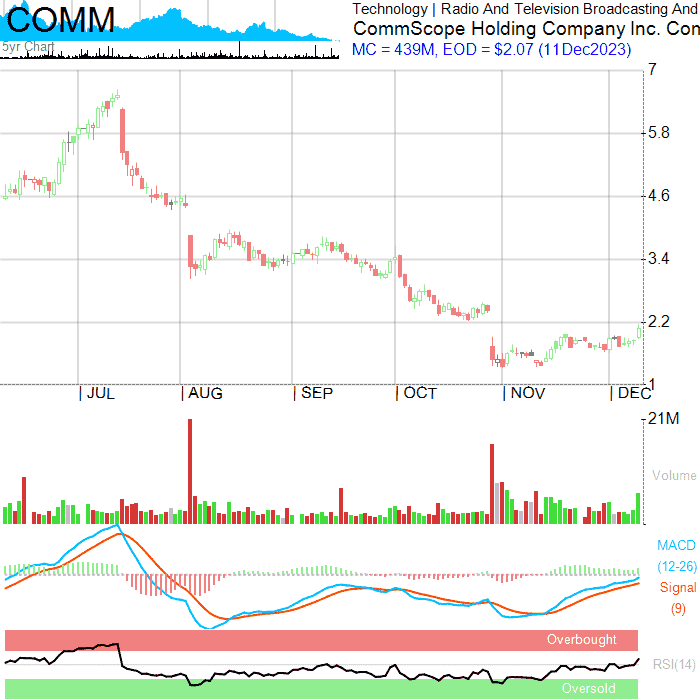 COMM
5yr Chart
Technology | Radio And Television Broadcasting And
CommScope Holding Company Inc. Con
MC = 439M, EOD = $2.07 (11Dec2023)
7
5.8
4.6
3.4
2.2
1
JUL AUG SEP OCT NOV DEC
21M
Volume
MACD
(12-26)
Signal
(9)
Overbought
RSI(14)
Oversold